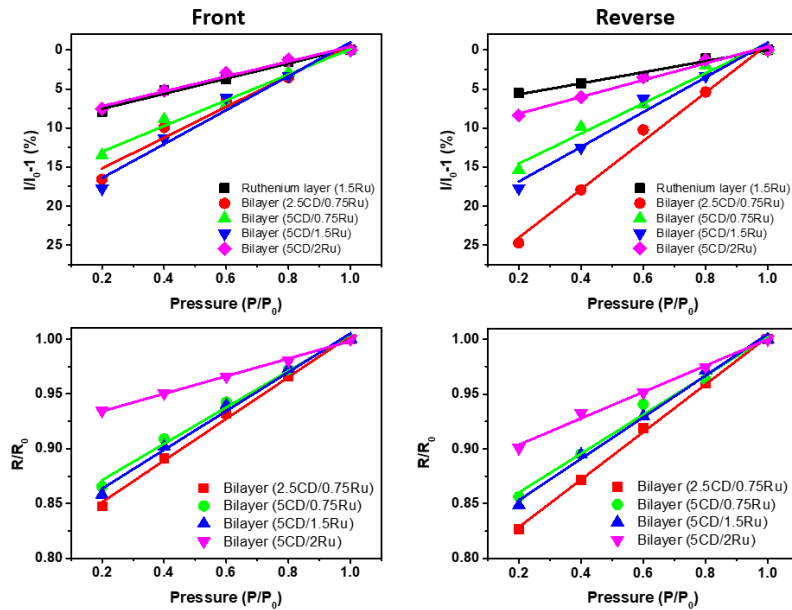 Front
Reverse
I/I₀-1 (%)
0
5
10
15
20
25
Ruthenium layer (1.5Ru)
Bilayer (2.5CD/0.75Ru)
Bilayer (5CD/0.75Ru)
Bilayer (5CD/1.5Ru)
Bilayer (5CD/2Ru)
0.2 0.4 0.6 0.8 1.0
Pressure (P/P₀)
I/I₀-1 (%)
0
5
10
15
20
25
Ruthenium layer (1.5Ru)
Bilayer (2.5CD/0.75Ru)
Bilayer (5CD/0.75Ru)
Bilayer (5CD/1.5Ru)
Bilayer (5CD/2Ru)
0.2 0.4 0.6 0.8 1.0
Pressure (P/P₀)
R/R₀
1.00
0.95
0.90
0.85
0.80
Bilayer (2.5CD/0.75Ru)
Bilayer (5CD/0.75Ru)
Bilayer (5CD/1.5Ru)
Bilayer (5CD/2Ru)
0.2 0.4 0.6 0.8 1.0
Pressure (P/P₀)
R/R₀
1.00
0.95
0.90
0.85
0.80
Bilayer (2.5CD/0.75Ru)
Bilayer (5CD/0.75Ru)
Bilayer (5CD/1.5Ru)
Bilayer (5CD/2Ru)
0.2 0.4 0.6 0.8 1.0
Pressure (P/P₀)